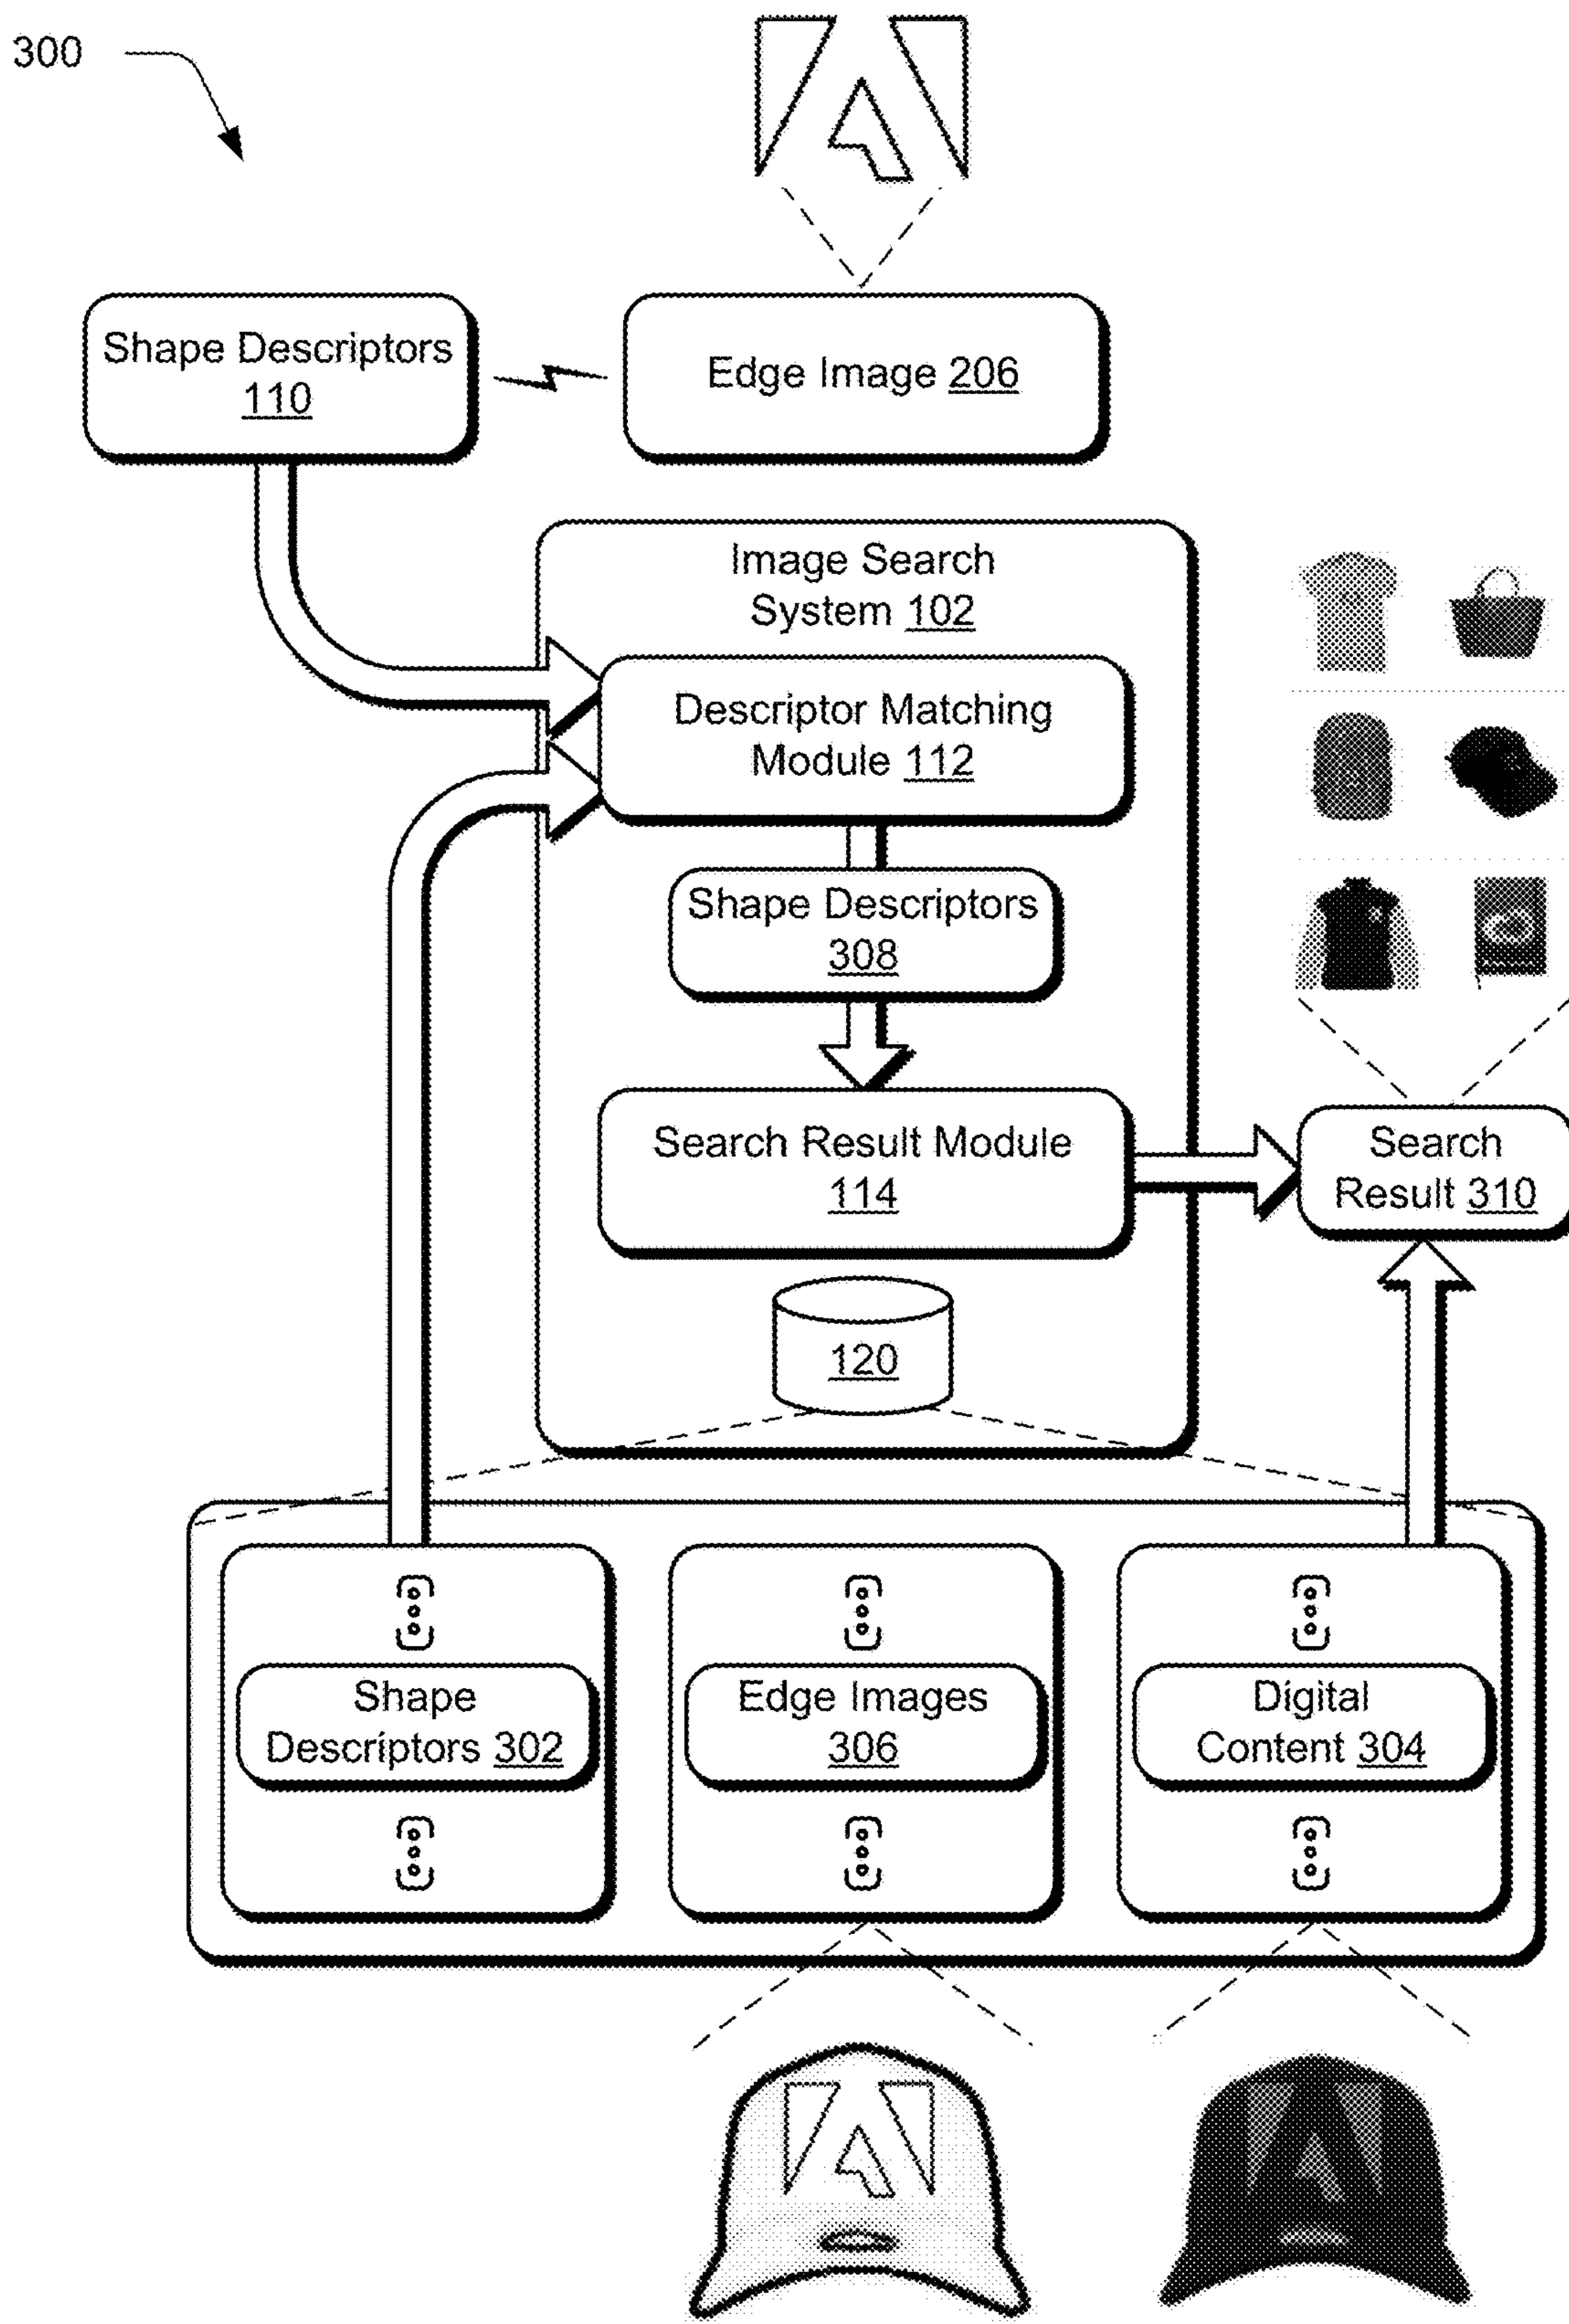 300
Shape Descriptors
110
Edge Image 206
Image Search
System 102
Descriptor Matching
Module 112
Shape Descriptors
308
Search Result Module
114
Search
Result 310
120
Shape
Descriptors 302
Edge Images
306
Digital
Content 304